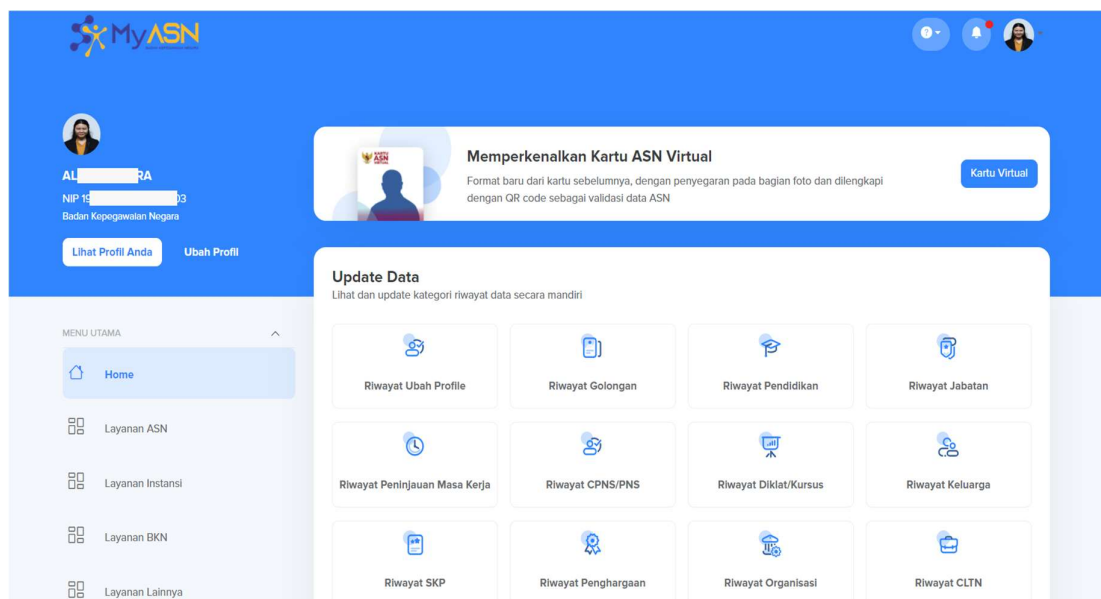 MyASN
AL RA
NIP 19 03
Badan Kepegawaian Negara
Lihat Profil Anda
Ubah Profil
KARTU
ASN
VIRTUAL
Memperkenalkan Kartu ASN Virtual
Format baru dari kartu sebelumnya, dengan penyegaran pada bagian foto dan dilengkapi
dengan QR code sebagai validasi data ASN
Kartu Virtual
MENU UTAMA
Home
Layanan ASN
Layanan Instansi
Layanan BKN
Layanan Lainnya
Update Data
Lihat dan update kategori riwayat data secara mandiri
Riwayat Ubah Profile
Riwayat Golongan
Riwayat Pendidikan
Riwayat Jabatan
Riwayat Peninjauan Masa Kerja
Riwayat CPNS/PNS
Riwayat Diklat/Kursus
Riwayat Keluarga
Riwayat SKP
Riwayat Penghargaan
Riwayat Organisasi
Riwayat CLTN